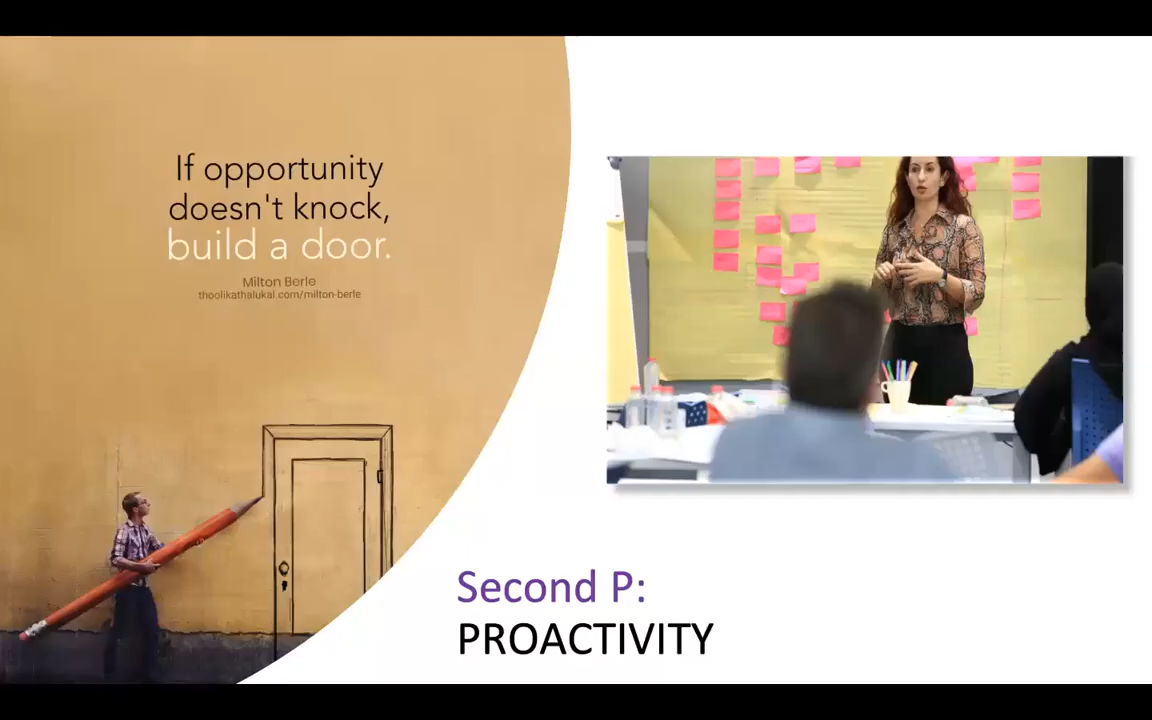 If opportunity
doesn't knock,
build a door.
Milton Berle
thoolikathalukal.com/milton-berle
Second P:
PROACTIVITY